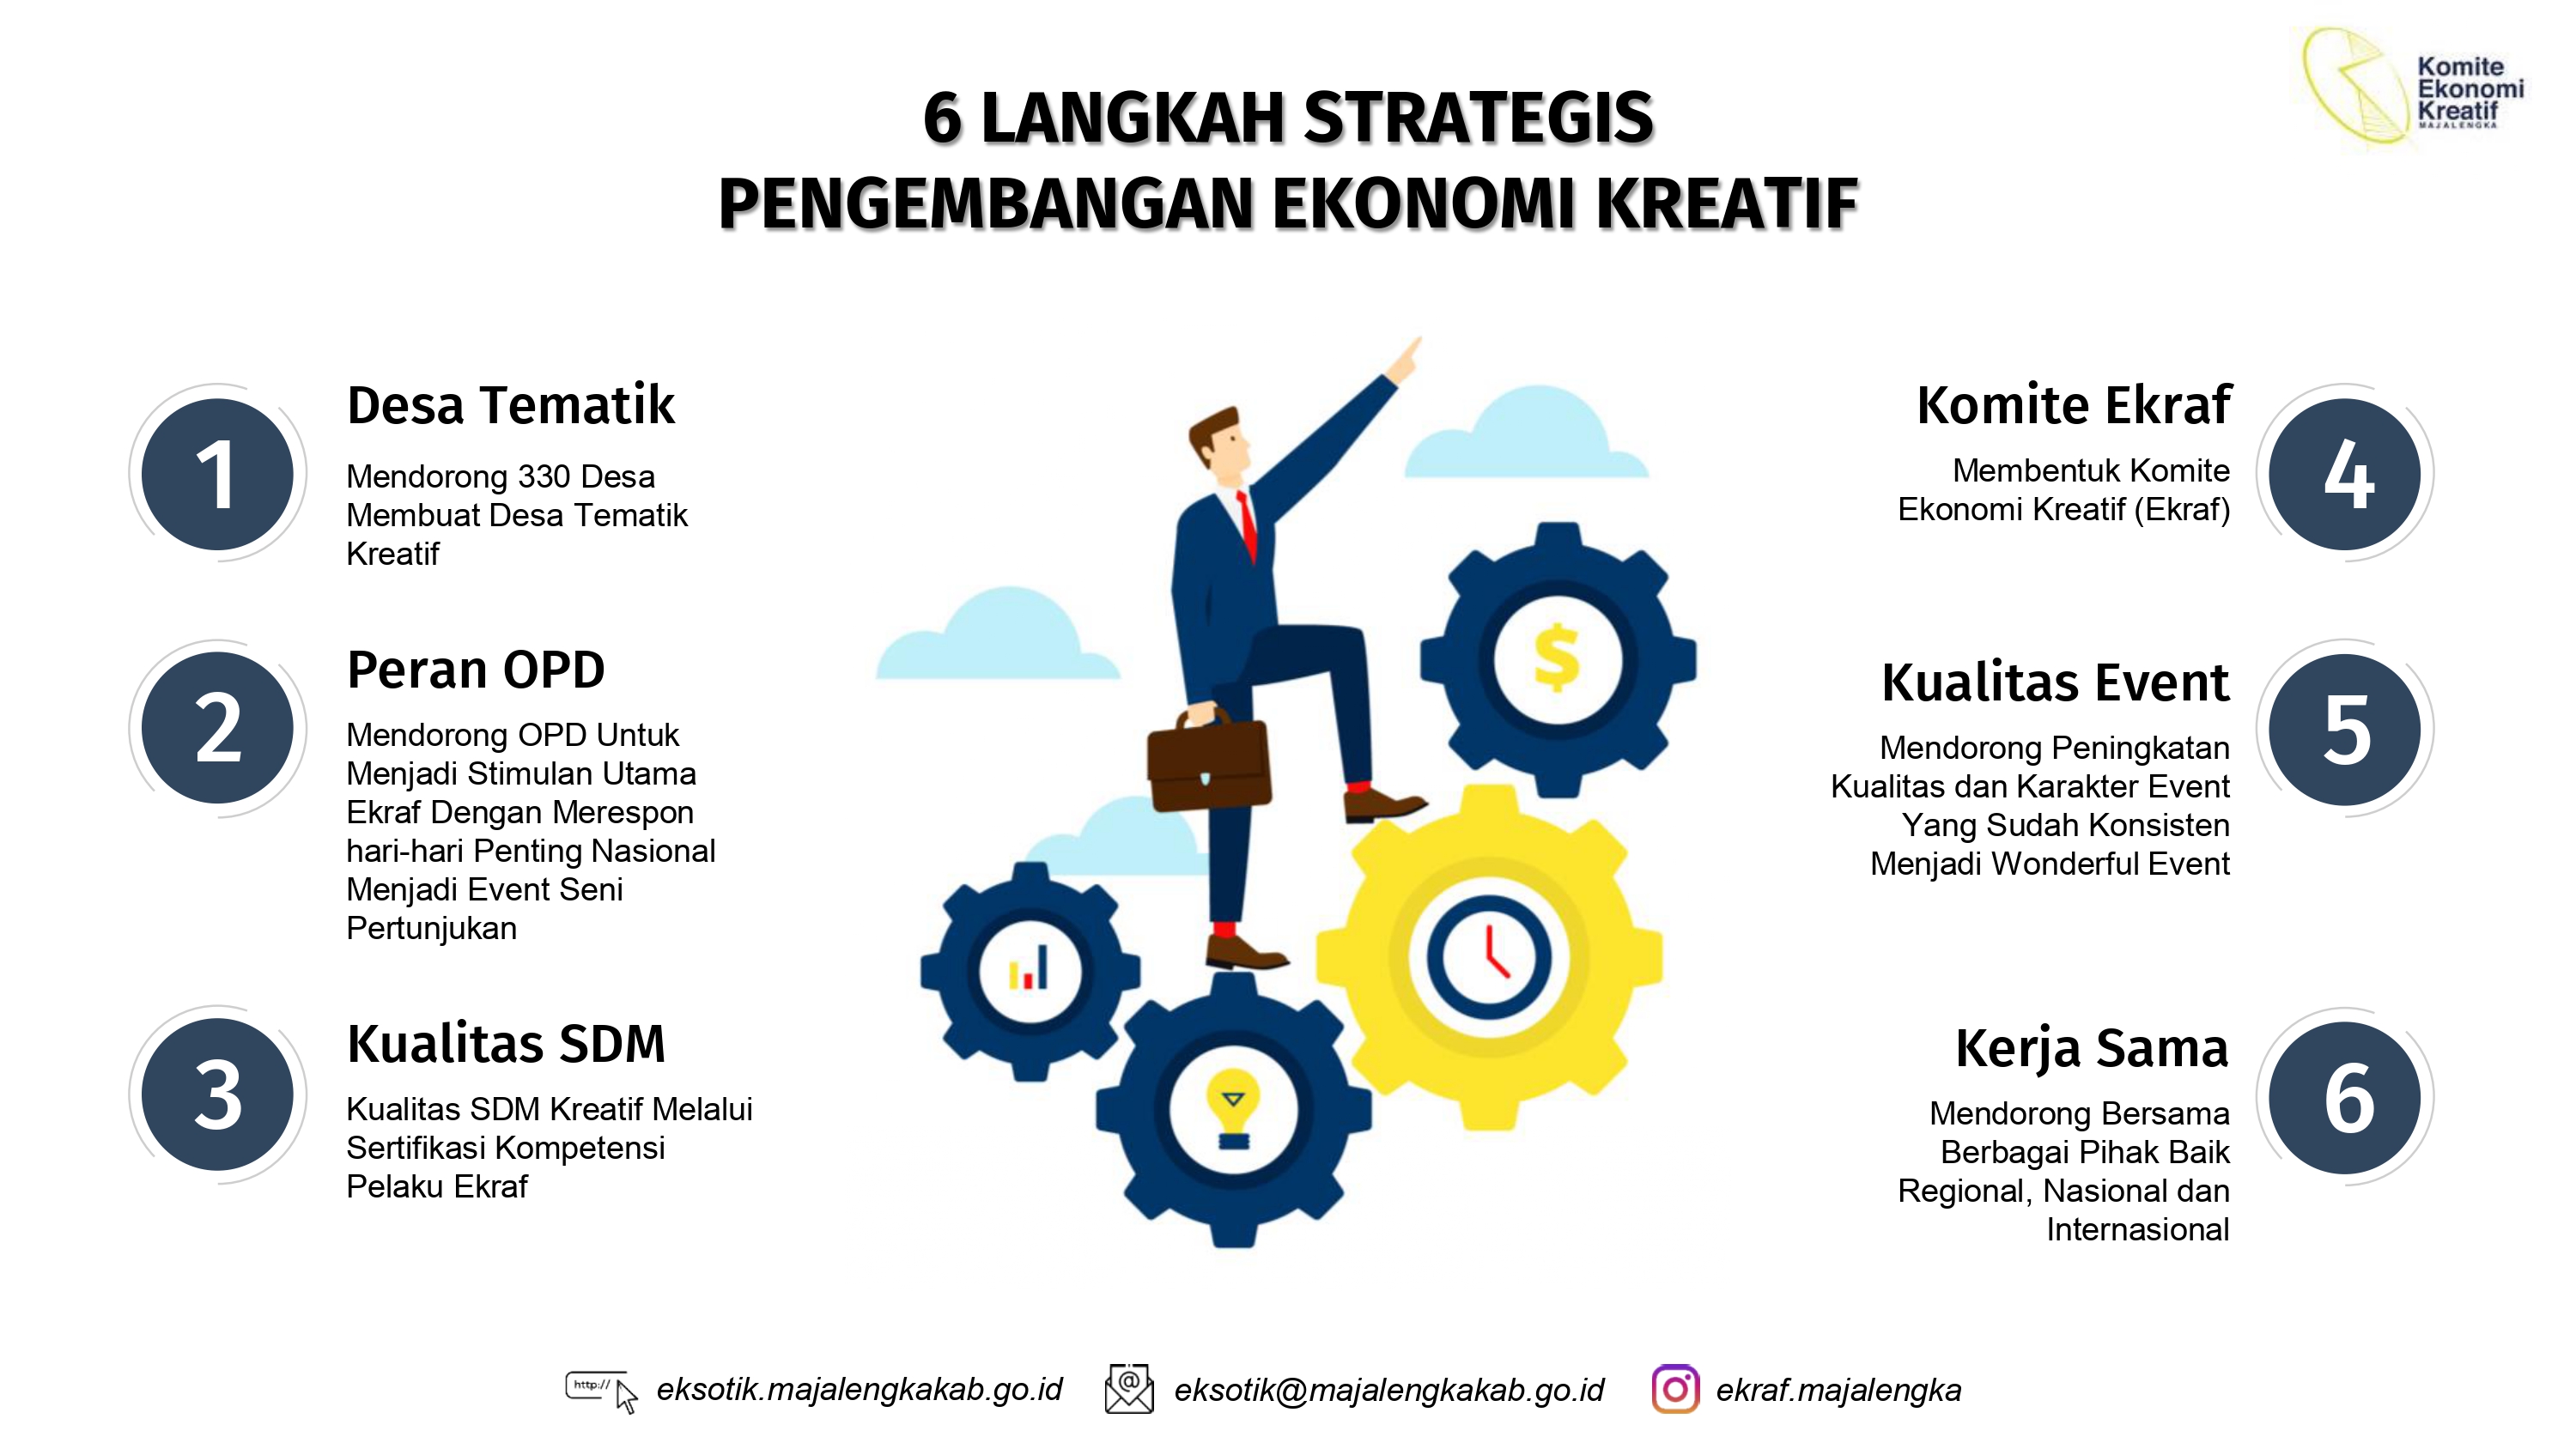 Komite
Ekonomi
Kreatif
MAJALENGKA
6 LANGKAH STRATEGIS
PENGEMBANGAN EKONOMI KREATIF
1
Desa Tematik
Mendorong 330 Desa
Membuat Desa Tematik
Kreatif
2
Peran OPD
Mendorong OPD Untuk
Menjadi Stimulan Utama
Ekraf Dengan Merespon
hari-hari Penting Nasional
Menjadi Event Seni
Pertunjukan
3
Kualitas SDM
Kualitas SDM Kreatif Melalui
Sertifikasi Kompetensi
Pelaku Ekraf
$
Komite Ekraf
4
Membentuk Komite
Ekonomi Kreatif (Ekraf)
Kualitas Event
5
Mendorong Peningkatan
Kualitas dan Karakter Event
Yang Sudah Konsisten
Menjadi Wonderful Event
Kerja Sama
6
Mendorong Bersama
Berbagai Pihak Baik
Regional, Nasional dan
Internasional
http:// eksotik.majalengkakab.go.id
@ eksotik@majalengkakab.go.id
ekraf.majalengka